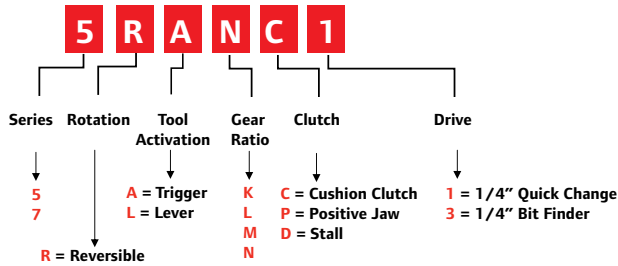 5 R A N C 1
Series Rotation Tool Activation Gear Ratio Clutch Drive
5
7
R = Reversible
A = Trigger
L = Lever
K
L
M
N
C = Cushion Clutch
P = Positive Jaw
D = Stall
1 = 1/4″ Quick Change
3 = 1/4″ Bit Finder